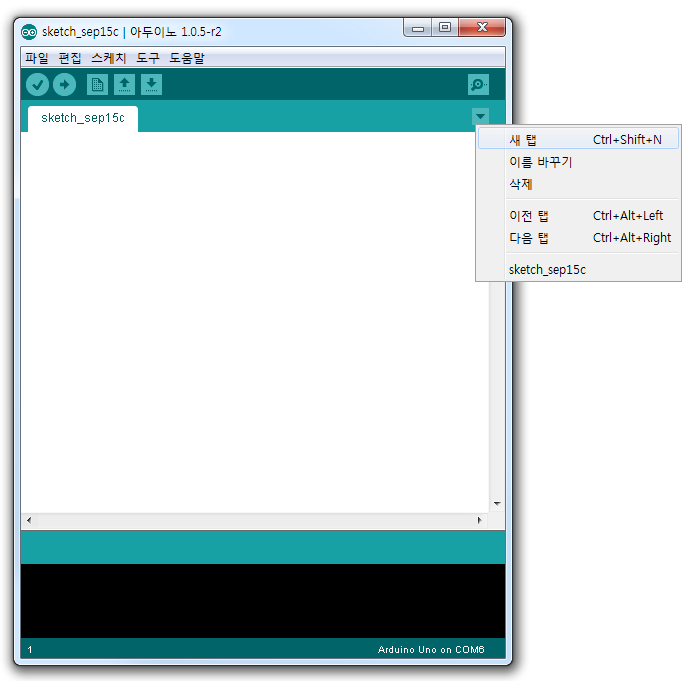 sketch_sep15c | 아두이노 1.0.5-r2
파일 편집 스케치 도구 도움말
sketch_sep15c
새 탭 Ctrl+Shift+N
이름 바꾸기
삭제
이전 탭 Ctrl+Alt+Left
다음 탭 Ctrl+Alt+Right
sketch_sep15c
1 Arduino Uno on COM6